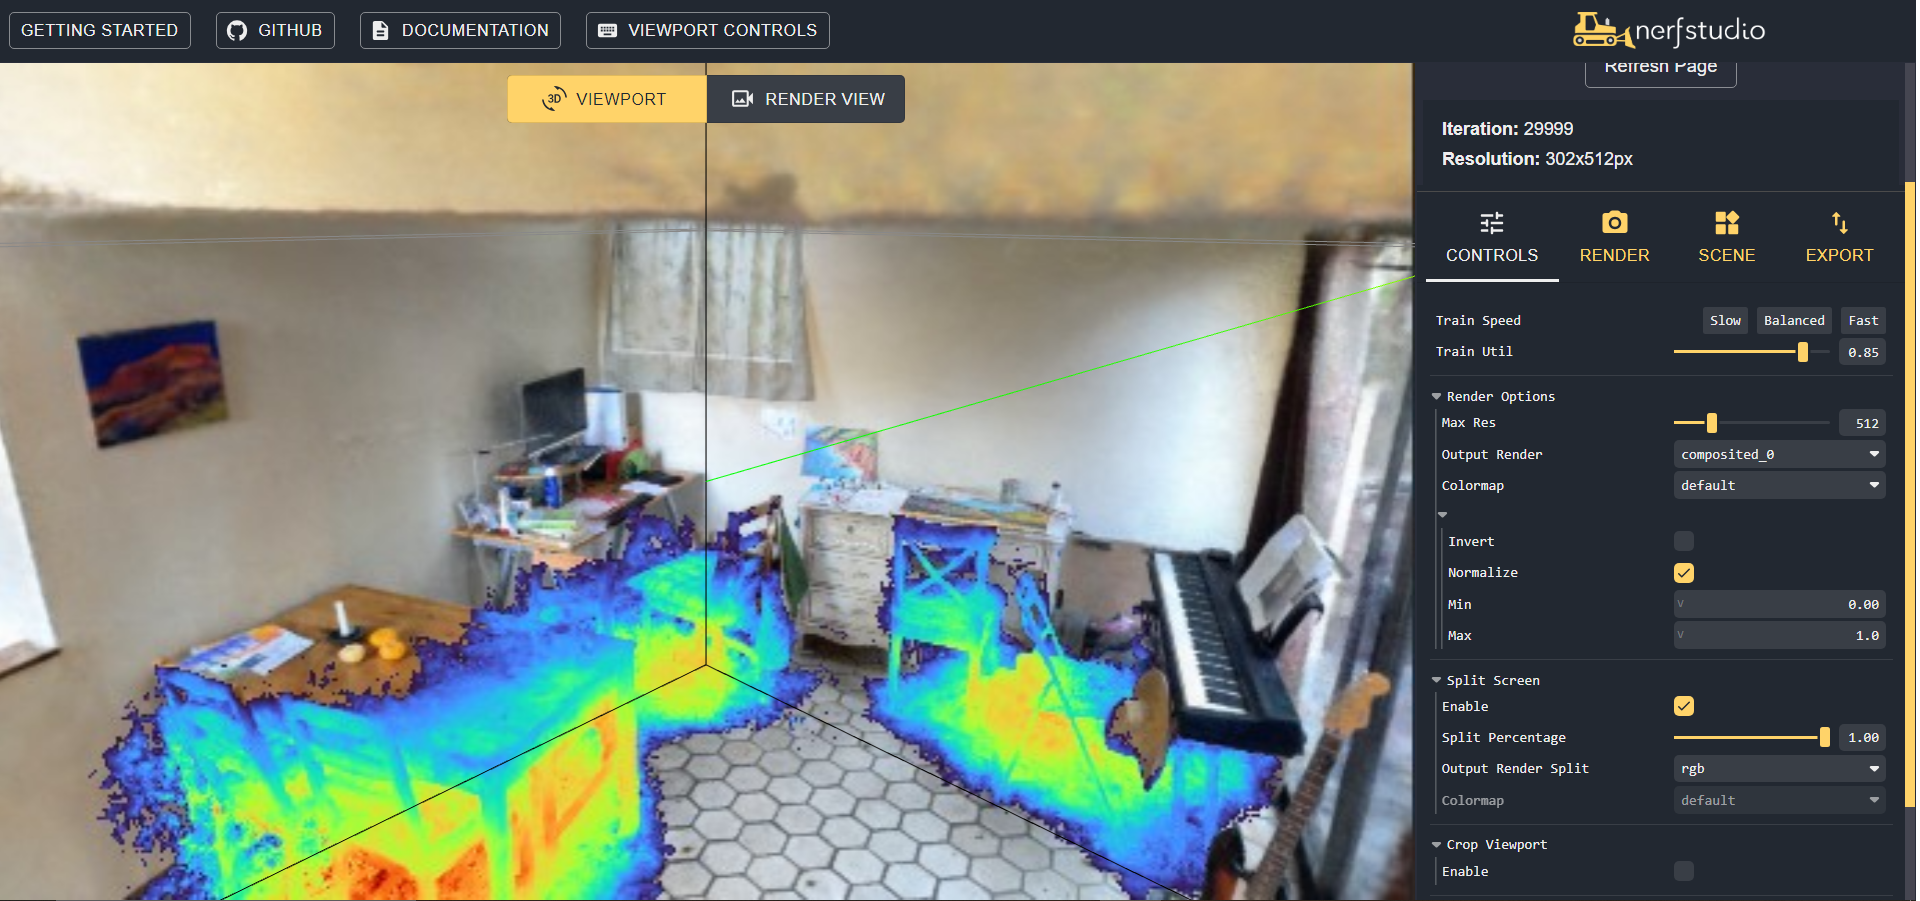 GETTING STARTED
GITHUB
DOCUMENTATION
VIEWPORT CONTROLS
nerfstudio
3D VIEWPORT
RENDER VIEW
Refresh Page
Iteration: 29999
Resolution: 302x512px
CONTROLS
RENDER
SCENE
EXPORT
Train Speed Slow Balanced Fast
Train Util 0.85
Render Options
Max Res 512
Output Render composited_0
Colormap default
Invert
Normalize
Min V 0.00
Max V 1.0
Split Screen
Enable
Split Percentage 1.00
Output Render Split rgb
Colormap default
Crop Viewport
Enable